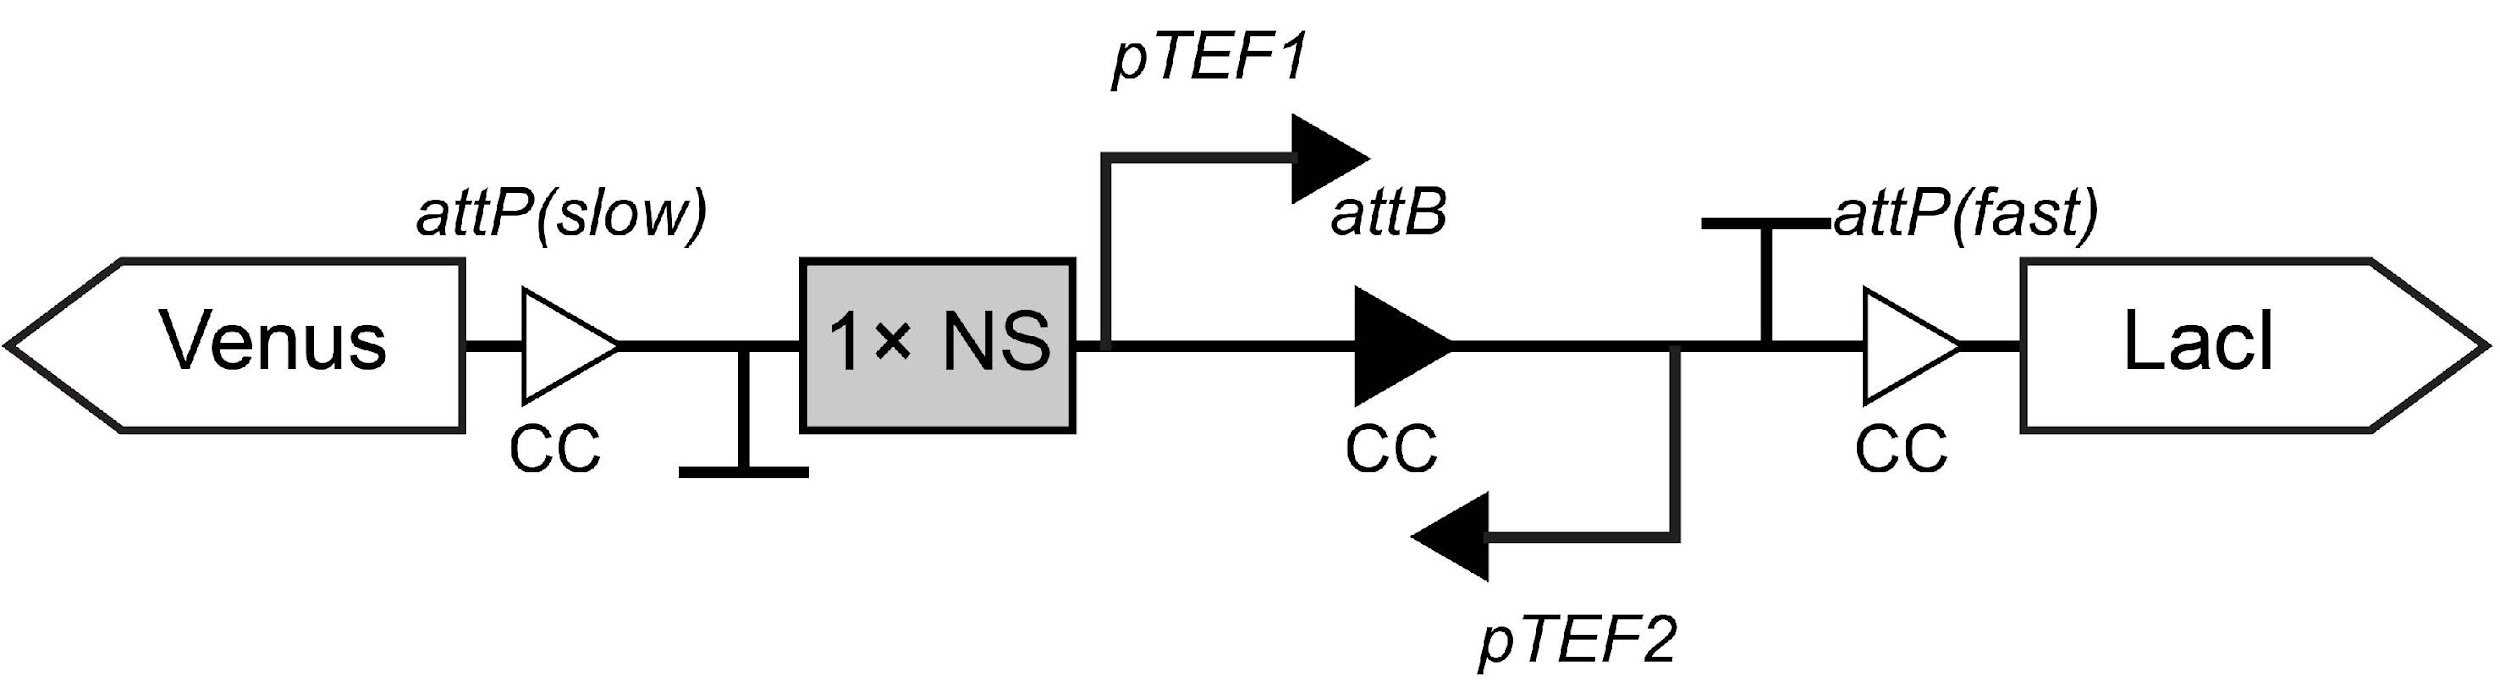 pTEF1
attP(slow)
attB
attP(fast)
Venus
1× NS
LacI
CC
CC
CC
pTEF2